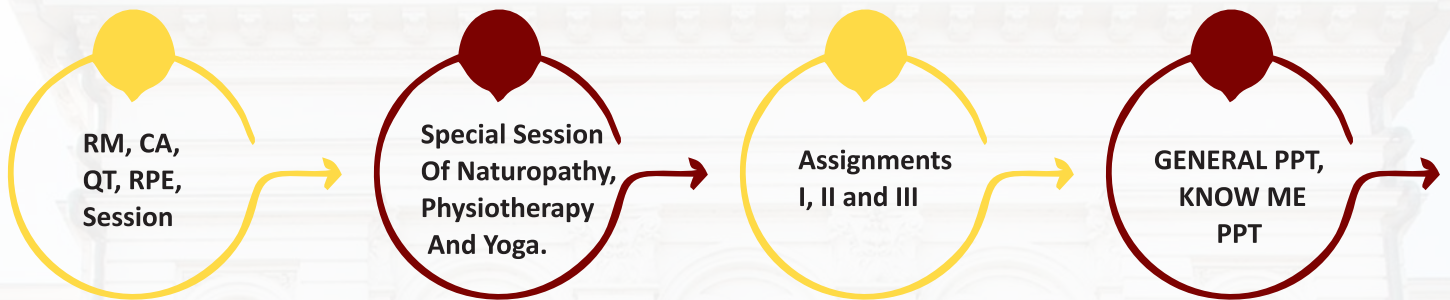 RM, CA,
QT, RPE,
Session
Special Session
Of Naturopathy,
Physiotherapy
And Yoga.
Assignments
I, II and III
GENERAL PPT,
KNOW ME
PPT